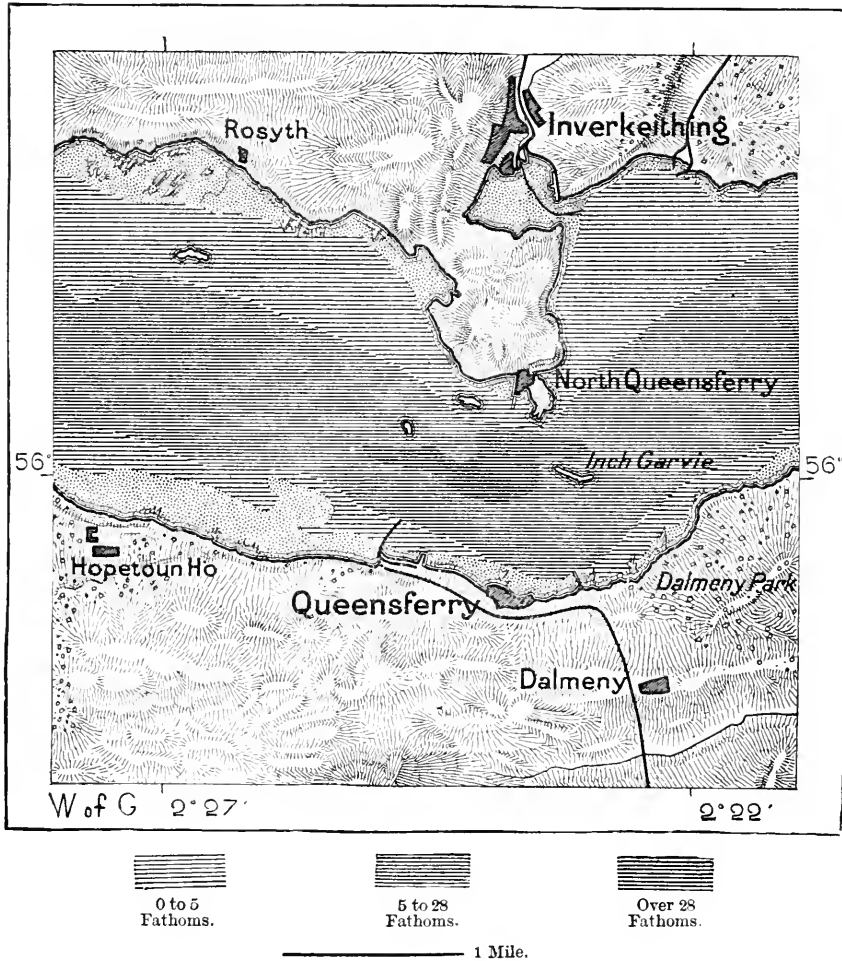 Rosyth
Inverkeithing
North Queensferry
56°
Inch Garvie
56°
Hopetoun Ho
Queensferry
Dalmeny Park
Dalmeny
W of G
2°27′
2°22′
0 to 5
Fathoms.
5 to 28
Fathoms.
Over 28
Fathoms.
1 Mile.